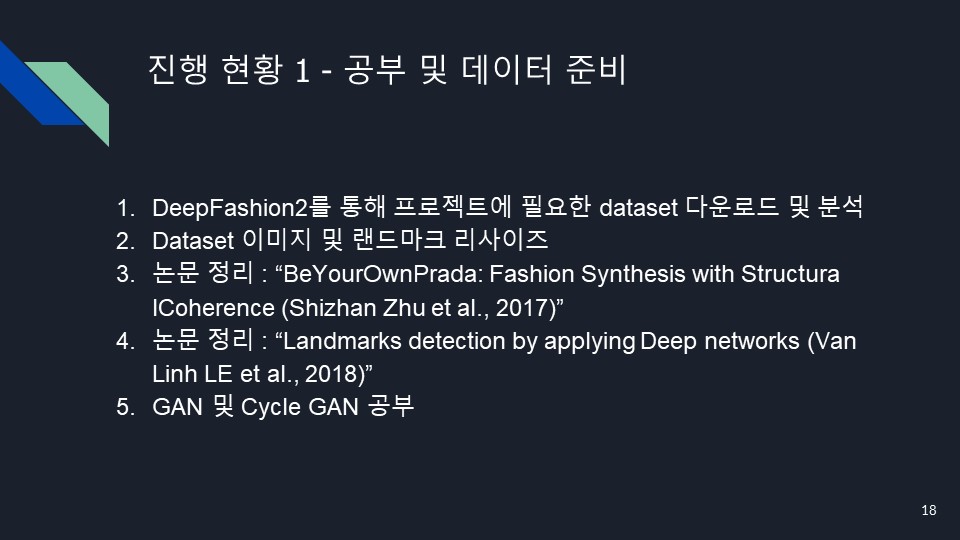 진행 현황 1 - 공부 및 데이터 준비
1. DeepFashion2를 통해 프로젝트에 필요한 dataset 다운로드 및 분석
2. Dataset 이미지 및 랜드마크 리사이즈
3. 논문 정리 : “BeYourOwnPrada: Fashion Synthesis with Structura
lCoherence (Shizhan Zhu et al., 2017)”
4. 논문 정리 : “Landmarks detection by applying Deep networks (Van
Linh LE et al., 2018)”
5. GAN 및 Cycle GAN 공부
18